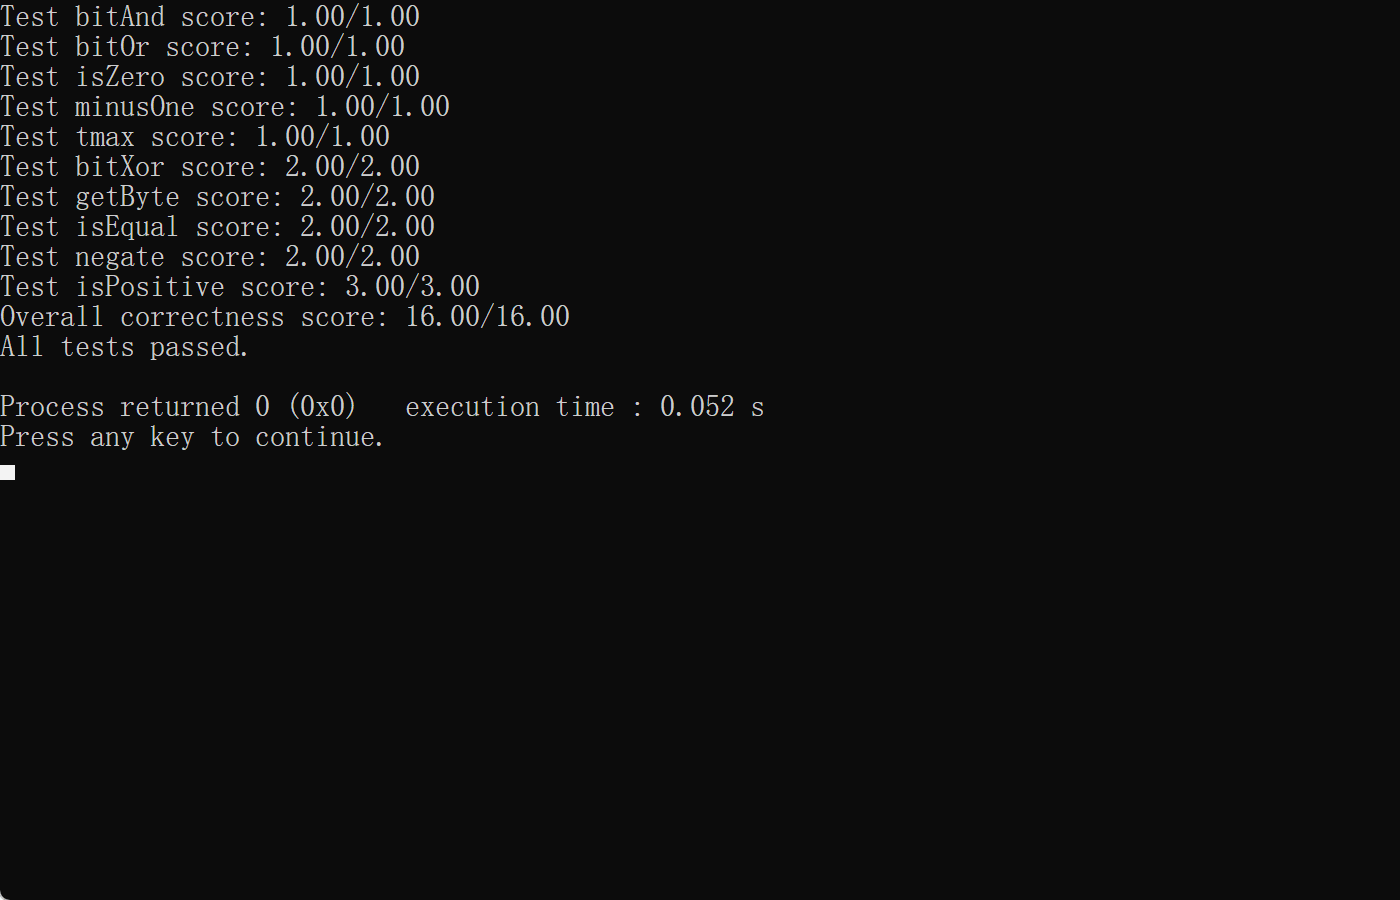 Test bitAnd score: 1.00/1.00
Test bitOr score: 1.00/1.00
Test isZero score: 1.00/1.00
Test minusOne score: 1.00/1.00
Test tmax score: 1.00/1.00
Test bitXor score: 2.00/2.00
Test getByte score: 2.00/2.00
Test isEqual score: 2.00/2.00
Test negate score: 2.00/2.00
Test isPositive score: 3.00/3.00
Overall correctness score: 16.00/16.00
All tests passed.
Process returned 0 (0x0)   execution time : 0.052 s
Press any key to continue.